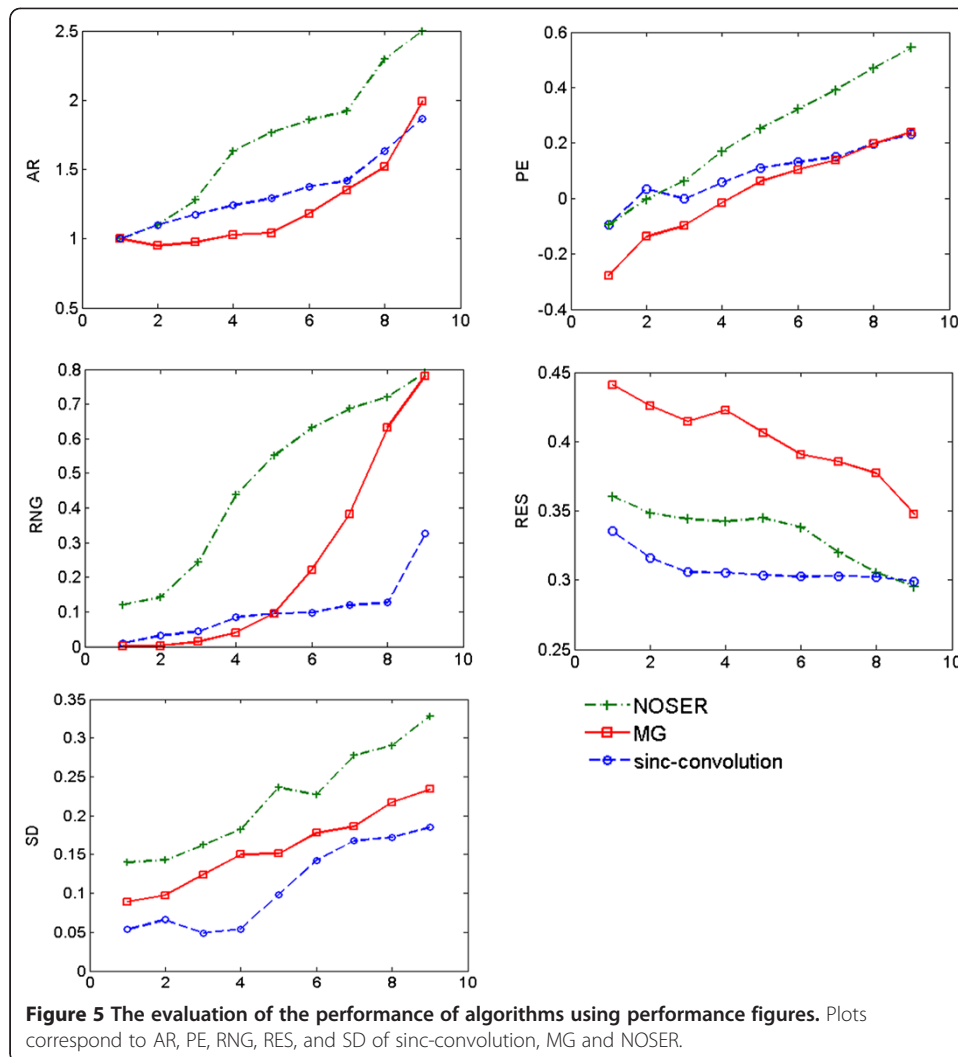 2.5
2
1.5
1
0.5
AR
0 2 4 6 8 10
0.6
0.4
0.2
0
-0.2
-0.4
PE
0 2 4 6 8 10
0.8
0.7
0.6
0.5
0.4
0.3
0.2
0.1
0
RNG
0 2 4 6 8 10
0.45
0.4
0.35
0.3
0.25
RES
0 2 4 6 8 10
0.35
0.3
0.25
0.2
0.15
0.1
0.05
0
SD
0 2 4 6 8 10
NOSER
MG
sinc-convolution
Figure 5 The evaluation of the performance of algorithms using performance figures. Plots
correspond to AR, PE, RNG, RES, and SD of sinc-convolution, MG and NOSER.